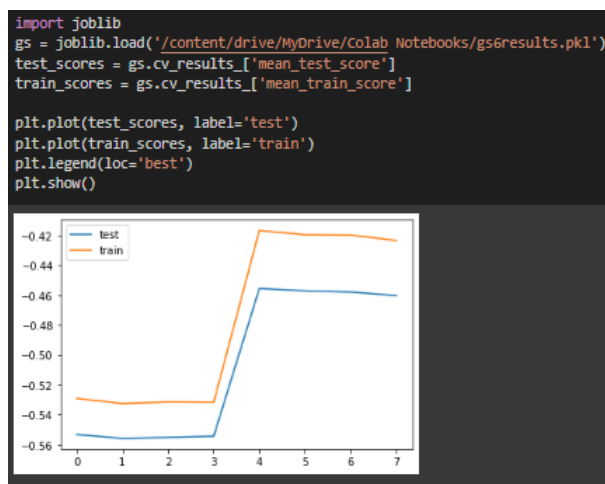 import joblib
gs = joblib.load('/content/drive/MyDrive/Colab Notebooks/gs6results.pkl')
test_scores = gs.cv_results_['mean_test_score']
train_scores = gs.cv_results_['mean_train_score']
plt.plot(test_scores, label='test')
plt.plot(train_scores, label='train')
plt.legend(loc='best')
plt.show()
test
train
−0.42
−0.44
−0.46
−0.48
−0.50
−0.52
−0.54
−0.56
0 1 2 3 4 5 6 7